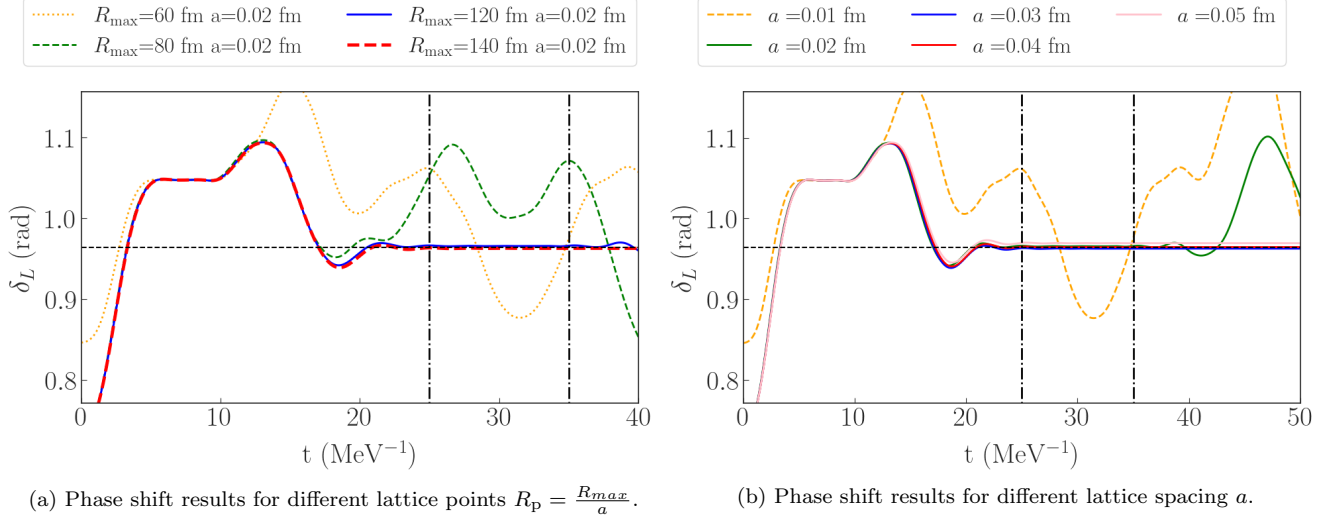 R_max=60 fm a=0.02 fm
R_max=80 fm a=0.02 fm
R_max=120 fm a=0.02 fm
R_max=140 fm a=0.02 fm
1.1
1.0
0.9
0.8
δ_L (rad)
0 10 20 30 40
t (MeV⁻¹)
(a) Phase shift results for different lattice points R_p = R_max/a.
a =0.01 fm
a =0.02 fm
a =0.03 fm
a =0.04 fm
a =0.05 fm
1.1
1.0
0.9
0.8
δ_L (rad)
0 10 20 30 40 50
t (MeV⁻¹)
(b) Phase shift results for different lattice spacing a.